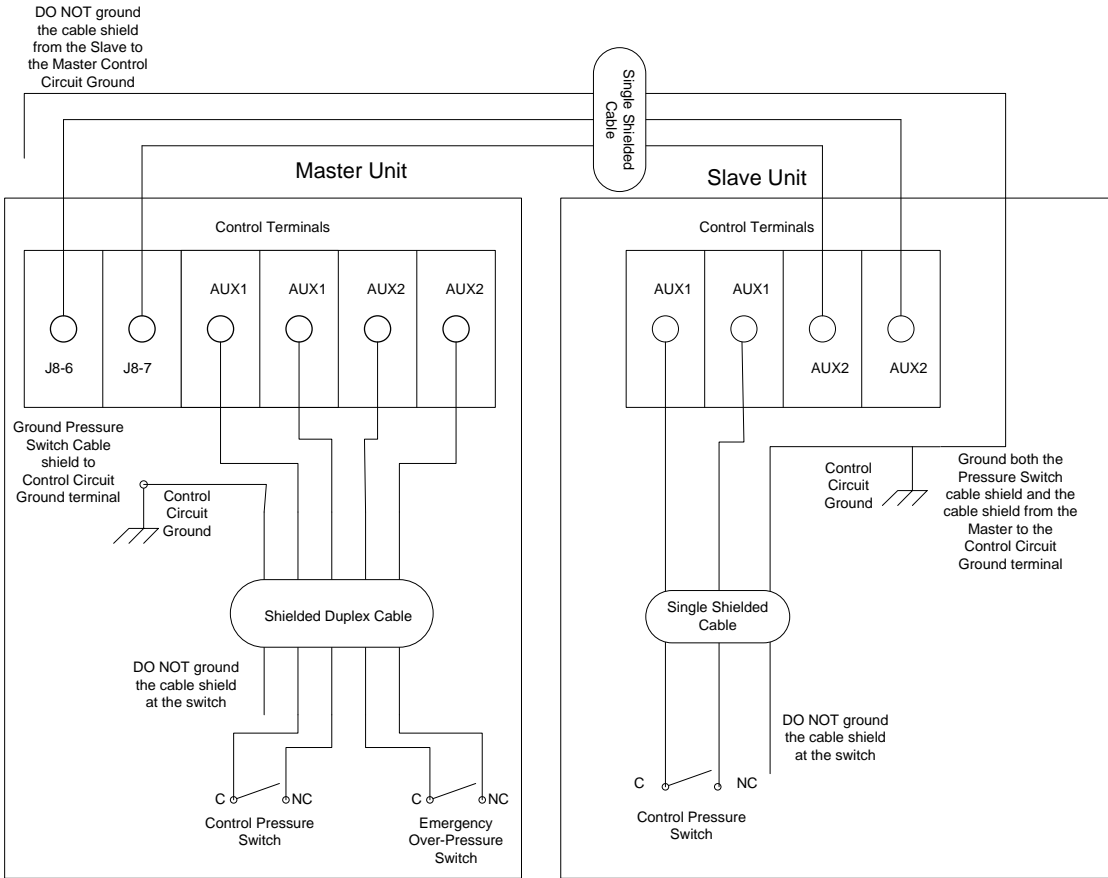 DO NOT ground
the cable shield
from the Slave to
the Master Control
Circuit Ground
Single Shielded
Cable
Master Unit
Slave Unit
Control Terminals
Control Terminals
AUX1
AUX1
AUX2
AUX2
J8-6
J8-7
AUX1
AUX1
AUX2
AUX2
Ground Pressure
Switch Cable
shield to
Control Circuit
Ground terminal
Control
Circuit
Ground
Control
Circuit
Ground
Ground both the
Pressure Switch
cable shield and the
cable shield from the
Master to the
Control Circuit
Ground terminal
Shielded Duplex Cable
Single Shielded
Cable
DO NOT ground
the cable shield
at the switch
DO NOT ground
the cable shield
at the switch
C
NC
Control Pressure
Switch
C
NC
Emergency
Over-Pressure
Switch
C
NC
Control Pressure
Switch